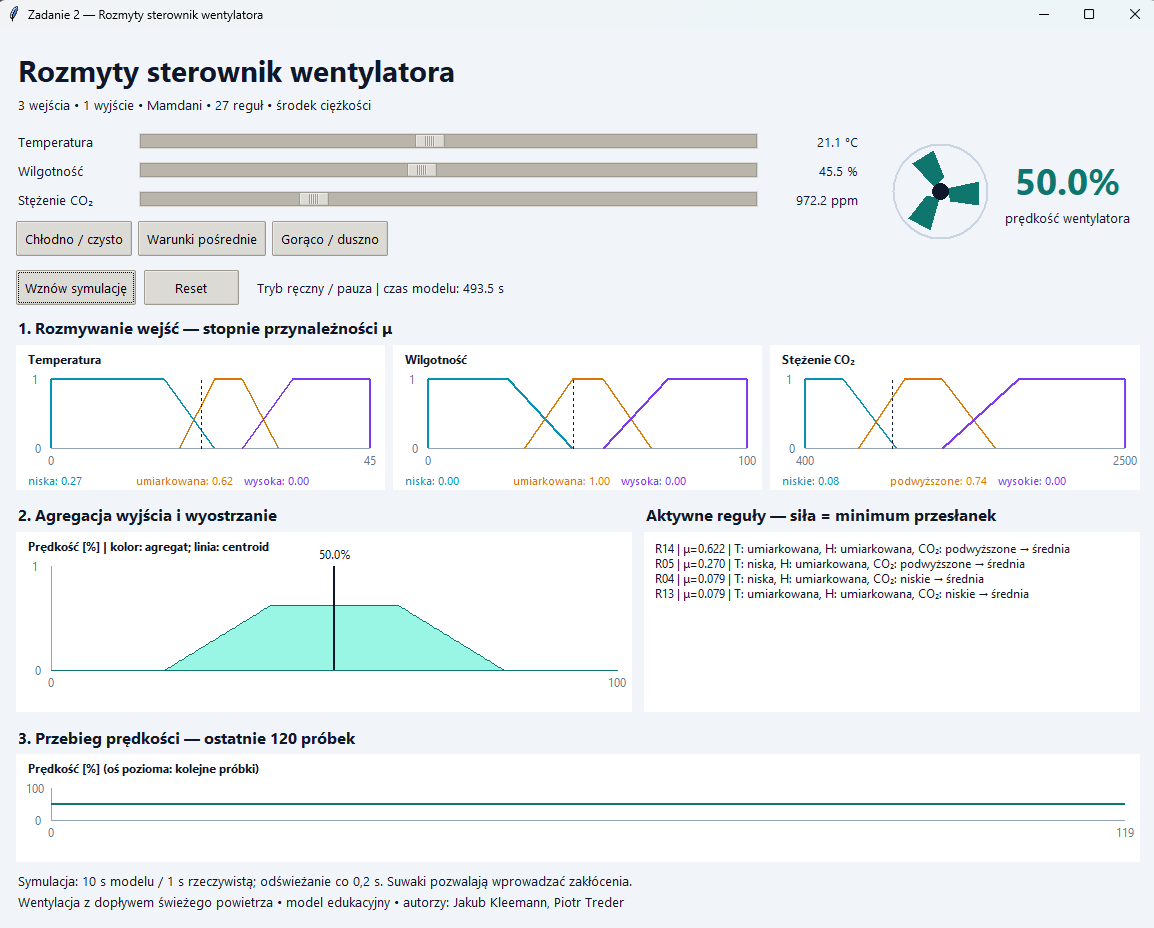 Zadanie 2 — Rozmyty sterownik wentylatora
Rozmyty sterownik wentylatora
3 wejścia • 1 wyjście • Mamdani • 27 reguł • środek ciężkości
Temperatura 21.1 °C
Wilgotność 45.5 %
Stężenie CO₂ 972.2 ppm
50.0%
prędkość wentylatora
Chłodno / czysto Warunki pośrednie Gorąco / duszno
Wznów symulację Reset Tryb ręczny / pauza | czas modelu: 493.5 s
1. Rozmywanie wejść — stopnie przynależności μ
Temperatura
1
0
0 45
niska: 0.27 umiarkowana: 0.62 wysoka: 0.00
Wilgotność
1
0
0 100
niska: 0.00 umiarkowana: 1.00 wysoka: 0.00
Stężenie CO₂
1
0
400 2500
niskie: 0.08 podwyższone: 0.74 wysokie: 0.00
2. Agregacja wyjścia i wyostrzanie
Prędkość [%] | kolor: agregat; linia: centroid
50.0%
1
0
0 100
Aktywne reguły — siła = minimum przesłanek
R14 | μ=0.622 | T: umiarkowana, H: umiarkowana, CO₂: podwyższone → średnia
R05 | μ=0.270 | T: niska, H: umiarkowana, CO₂: podwyższone → średnia
R04 | μ=0.079 | T: niska, H: umiarkowana, CO₂: niskie → średnia
R13 | μ=0.079 | T: umiarkowana, H: umiarkowana, CO₂: niskie → średnia
3. Przebieg prędkości — ostatnie 120 próbek
Prędkość [%] (oś pozioma: kolejne próbki)
100
0
0 119
Symulacja: 10 s modelu / 1 s rzeczywistą; odświeżanie co 0,2 s. Suwaki pozwalają wprowadzać zakłócenia.
Wentylacja z dopływem świeżego powietrza • model edukacyjny • autorzy: Jakub Kleemann, Piotr Treder